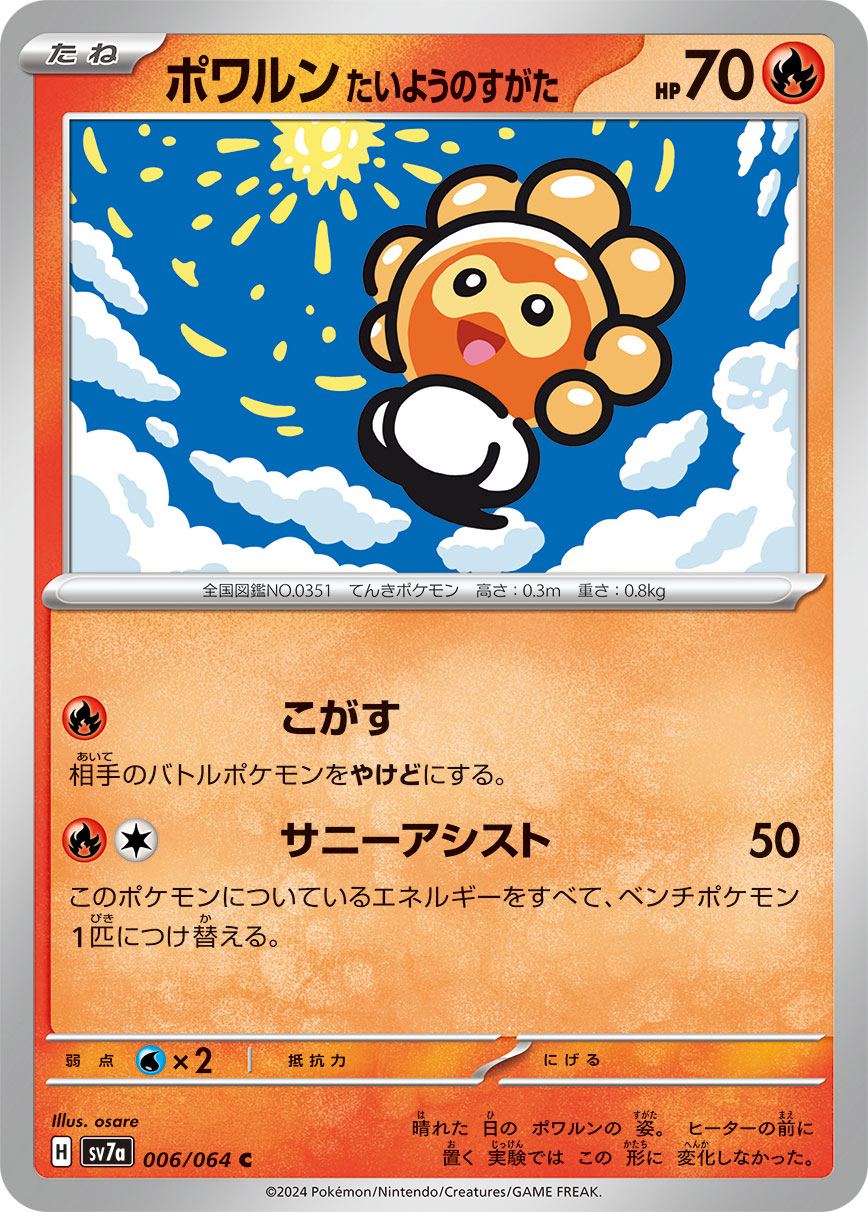 たね
ポワルン たいようのすがた HP 70
全国図鑑NO.0351 てんきポケモン 高さ:0.3m 重さ:0.8kg
こがす
相手のバトルポケモンをやけどにする。
サニーアシスト 50
このポケモンについているエネルギーをすべて、ベンチポケモン
1匹につけ替える。
弱点 ×2 抵抗力 にげる
Illus. osare
晴れた 日の ポワルンの 姿。 ヒーターの前に
置く 実験では この 形に 変化しなかった。
H sv7a 006/064 C
©2024 Pokémon/Nintendo/Creatures/GAME FREAK.